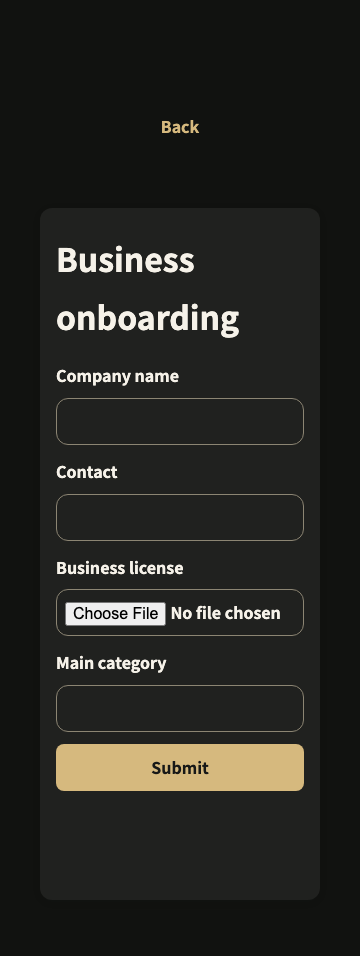 Back
Business
onboarding
Company name
Contact
Business license
Choose File No file chosen
Main category
Submit